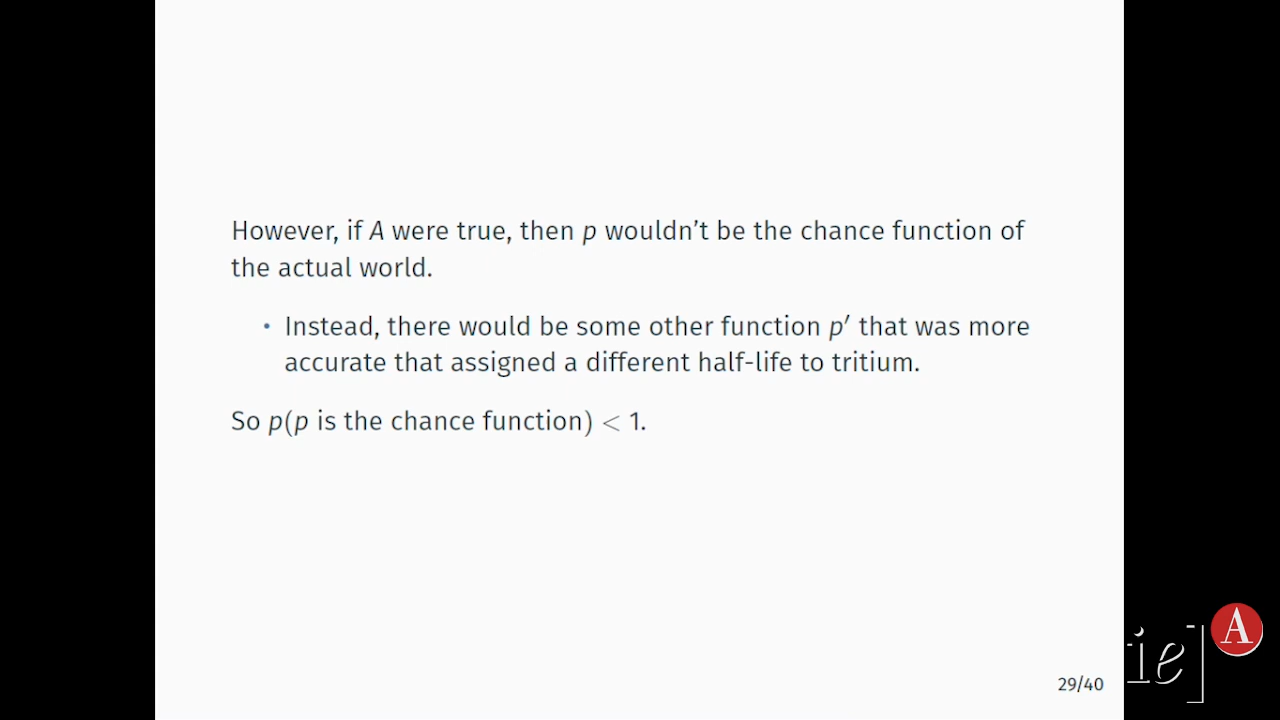 However, if A were true, then p wouldn't be the chance function of
the actual world.
• Instead, there would be some other function p′ that was more
accurate that assigned a different half-life to tritium.
So p(p is the chance function) < 1.
29/40
ie]
A